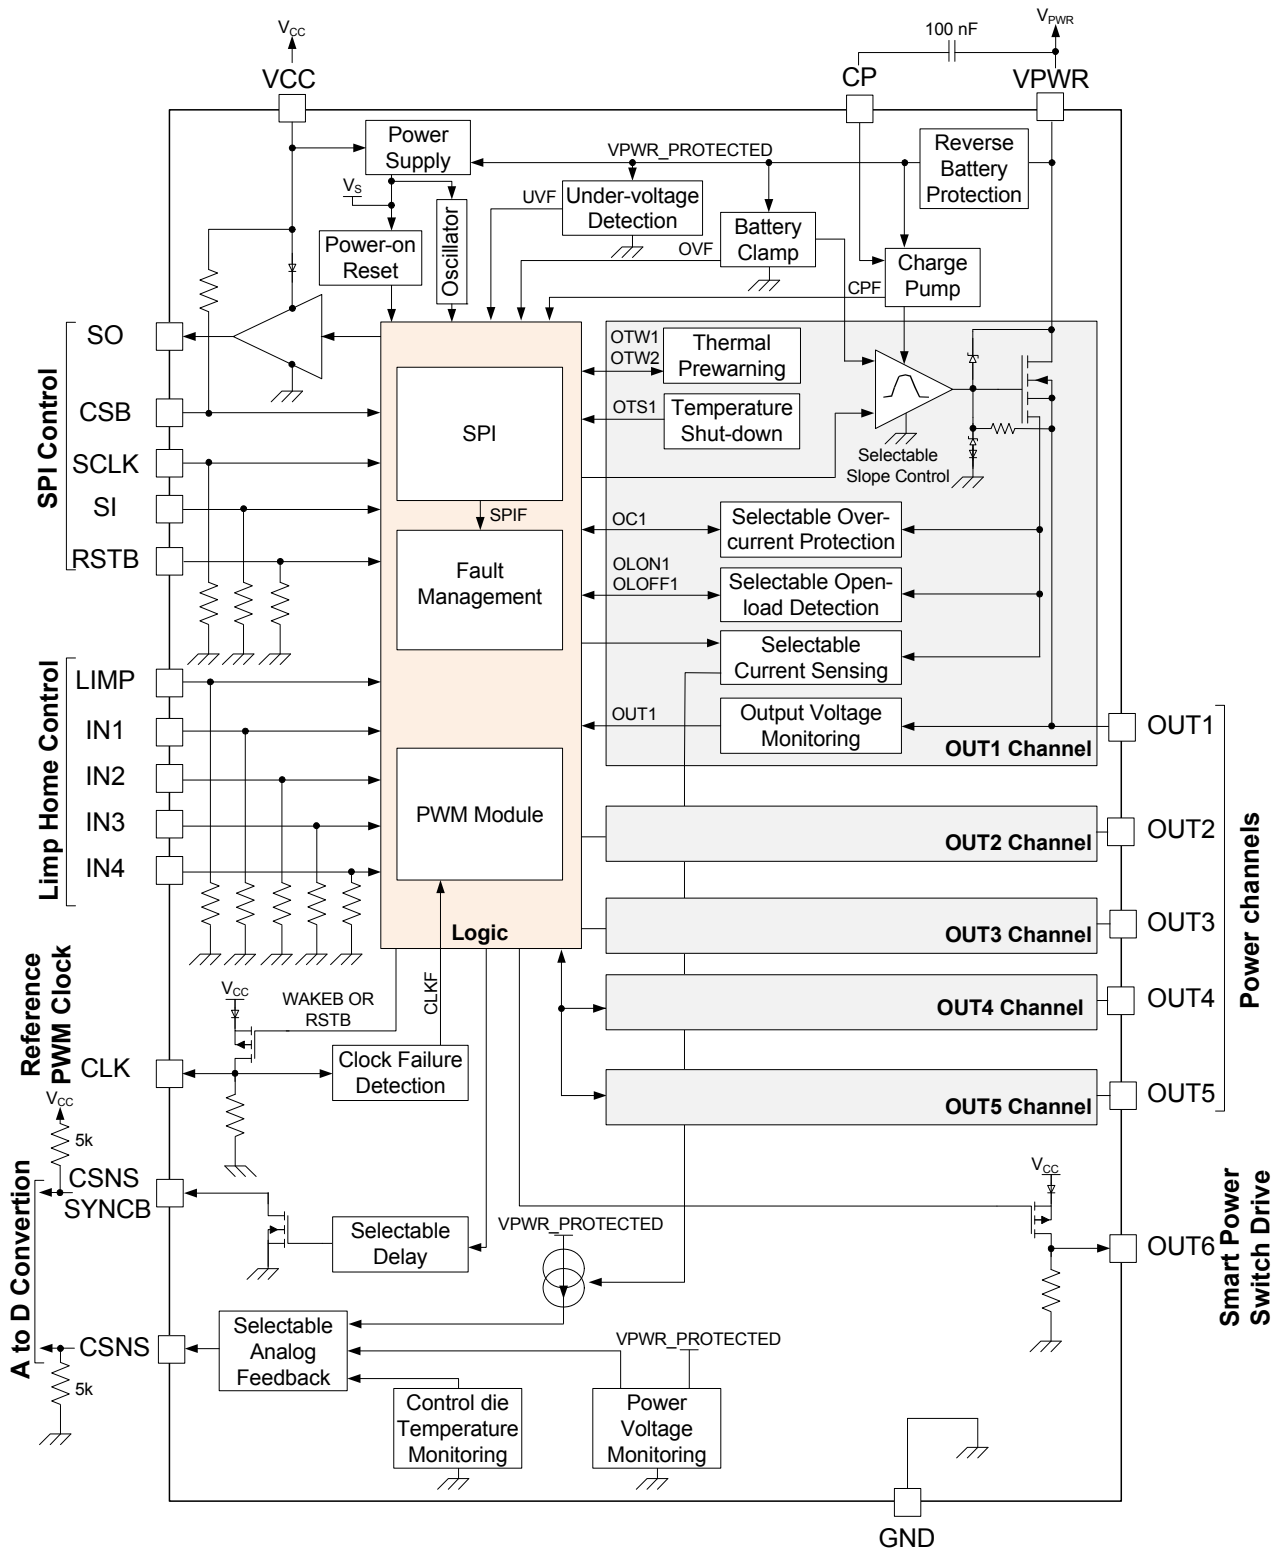 VCC
100 nF
VPWR
VCC
CP
VPWR
Power
Supply
VPWR_PROTECTED
Reverse
Battery
Protection
VS
UVF
Under-voltage
Detection
Oscillator
Power-on
Reset
OVF
Battery
Clamp
Charge
Pump
CPF
SPI Control
SO
CSB
SCLK
SI
RSTB
OTW1
OTW2
Thermal
Prewarning
OTS1
Temperature
Shut-down
SPI
Selectable
Slope Control
SPIF
OC1
Selectable Over-
current Protection
Fault
Management
OLON1
OLOFF1
Selectable Open-
load Detection
Selectable
Current Sensing
OUT1
Output Voltage
Monitoring
OUT1 Channel
OUT1
Limp Home Control
LIMP
IN1
IN2
IN3
IN4
PWM Module
Logic
OUT2 Channel
OUT2
OUT3 Channel
OUT3
OUT4 Channel
OUT4
OUT5 Channel
OUT5
Power channels
Reference
PWM Clock
VCC
WAKEB OR
RSTB
CLKF
CLK
Clock Failure
Detection
VCC
5k
A to D Convertion
CSNS
SYNCB
Selectable
Delay
VPWR_PROTECTED
VCC
OUT6
Smart Power
Switch Drive
CSNS
5k
Selectable
Analog
Feedback
VPWR_PROTECTED
Control die
Temperature
Monitoring
Power
Voltage
Monitoring
GND